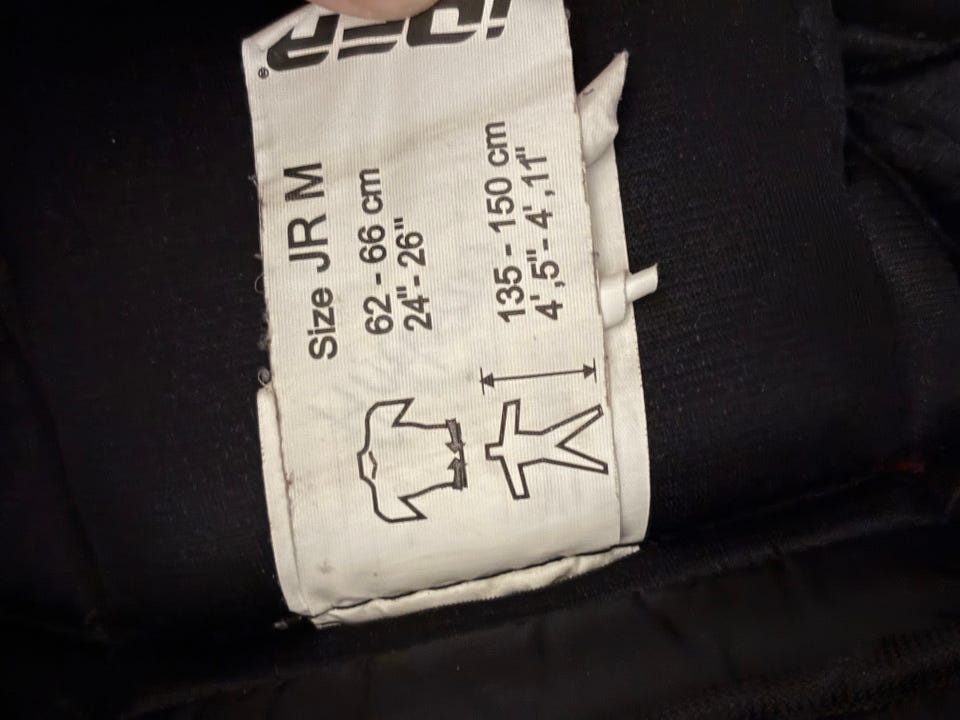 ®
Size JR M
62 - 66 cm
24"- 26"
135 - 150 cm
4',5"- 4',11"